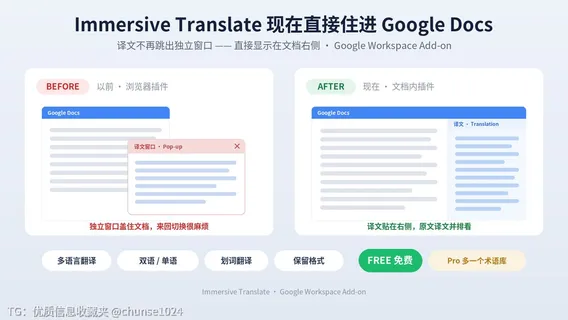 Immersive Translate 现在直接住进 Google Docs
译文不再跳出独立窗口 —— 直接显示在文档右侧 · Google Workspace Add-on
BEFORE 以前 · 浏览器插件
Google Docs
译文窗口 · Pop-up ✕
独立窗口盖住文档，来回切换很麻烦
AFTER 现在 · 文档内插件
Google Docs
译文 · Translation
译文贴在右侧，原文译文并排看
多语言翻译
双语 / 单语
划词翻译
保留格式
FREE 免费
Pro 多一个术语库
Immersive Translate · Google Workspace Add-on
TG：优质信息收藏夹 @chunse1024